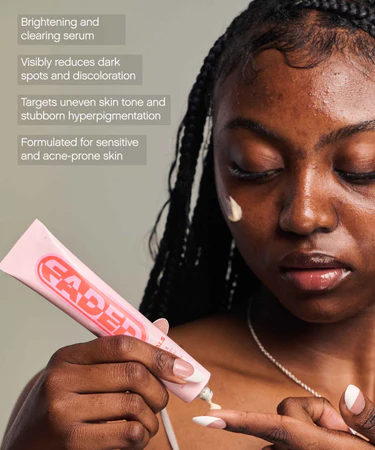 Brightening and
clearing serum
Visibly reduces dark
spots and discoloration
Targets uneven skin tone and
stubborn hyperpigmentation
Formulated for sensitive
and acne-prone skin
FADED